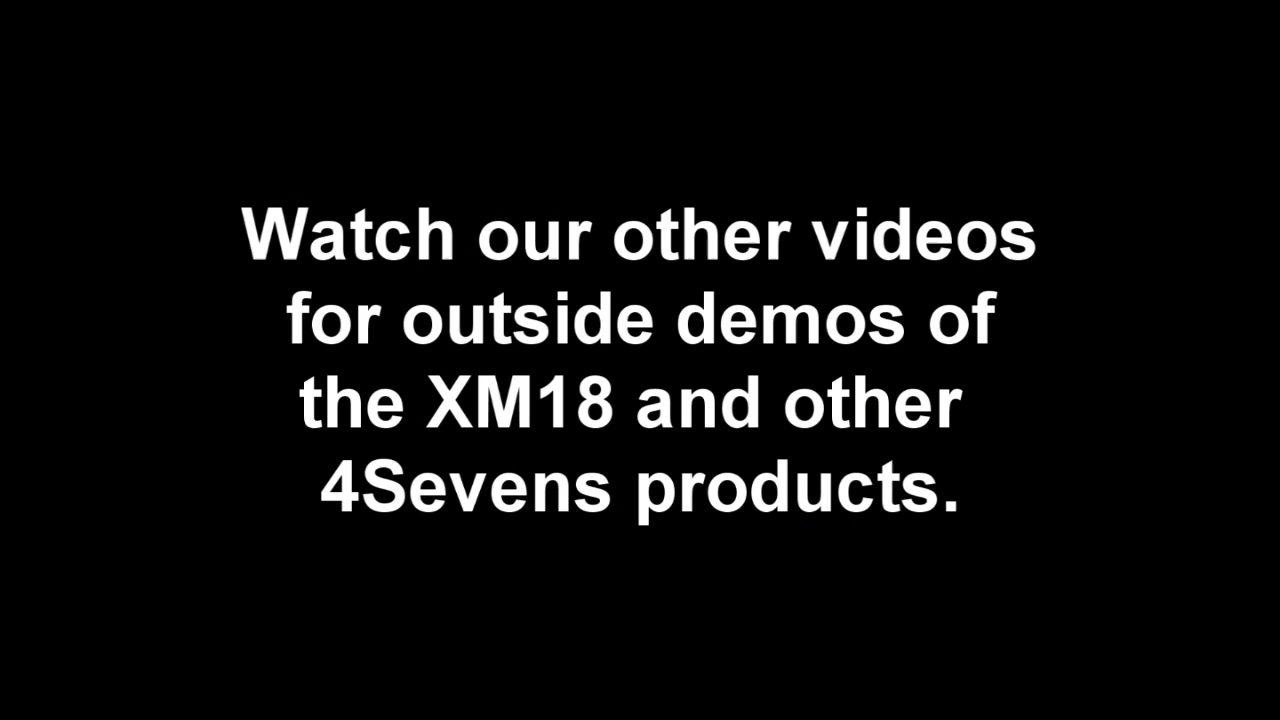 Watch our other videos
for outside demos of
the XM18 and other
4Sevens products.